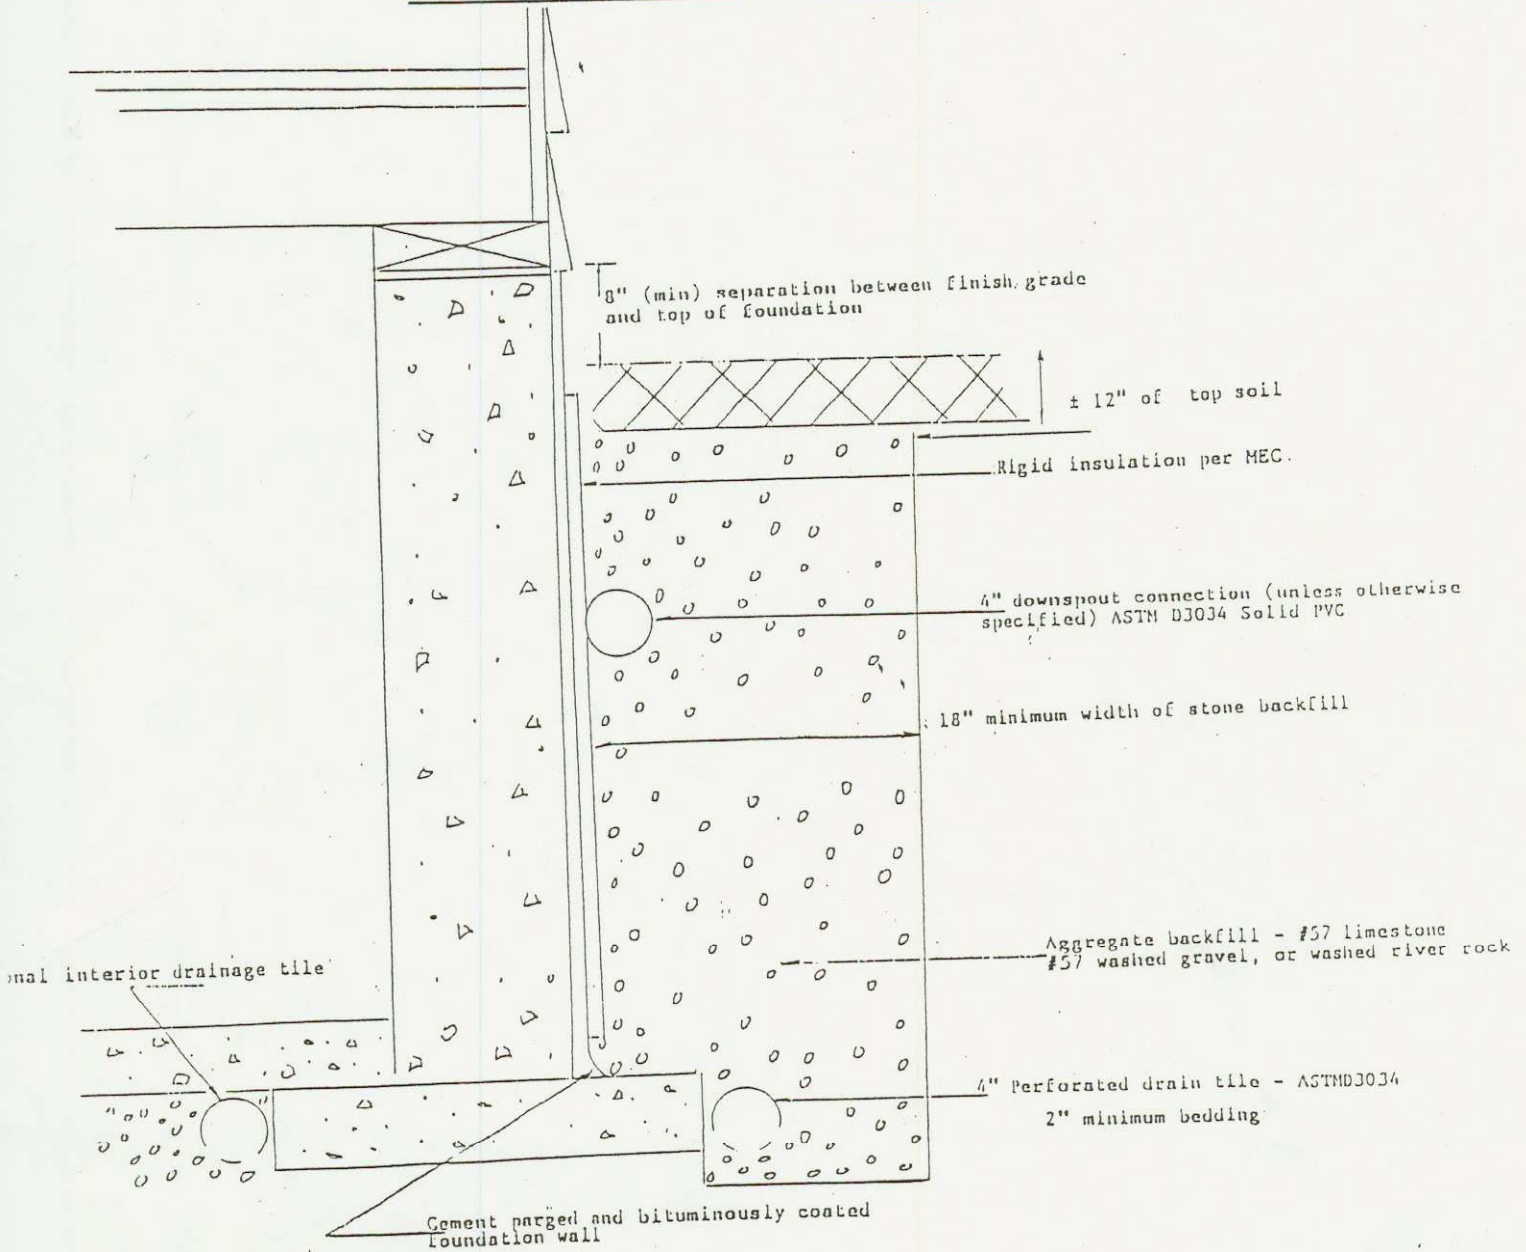 8" (min) separation between finish grade
and top of foundation
± 12" of top soil
Rigid insulation per MEC.
4" downspout connection (unless otherwise
specified) ASTM D3034 Solid PVC
18" minimum width of stone backfill
Aggregate backfill - #57 limestone
#57 washed gravel, or washed river rock
onal interior drainage tile
4" Perforated drain tile - ASTMD3034
2" minimum bedding
Cement parged and bituminously coated
foundation wall